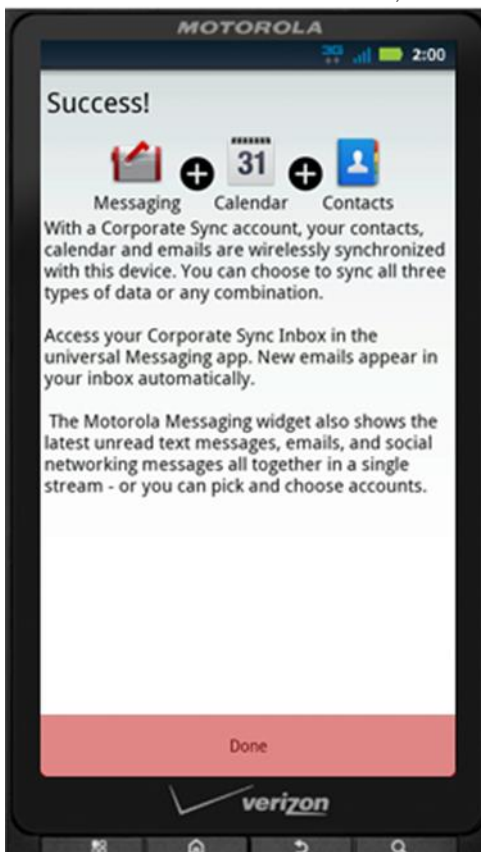 MOTOROLA
3G 2:00
Success!
31
Messaging Calendar Contacts
With a Corporate Sync account, your contacts,
calendar and emails are wirelessly synchronized
with this device. You can choose to sync all three
types of data or any combination.
Access your Corporate Sync Inbox in the
universal Messaging app. New emails appear in
your inbox automatically.
The Motorola Messaging widget also shows the
latest unread text messages, emails, and social
networking messages all together in a single
stream - or you can pick and choose accounts.
Done
verizon